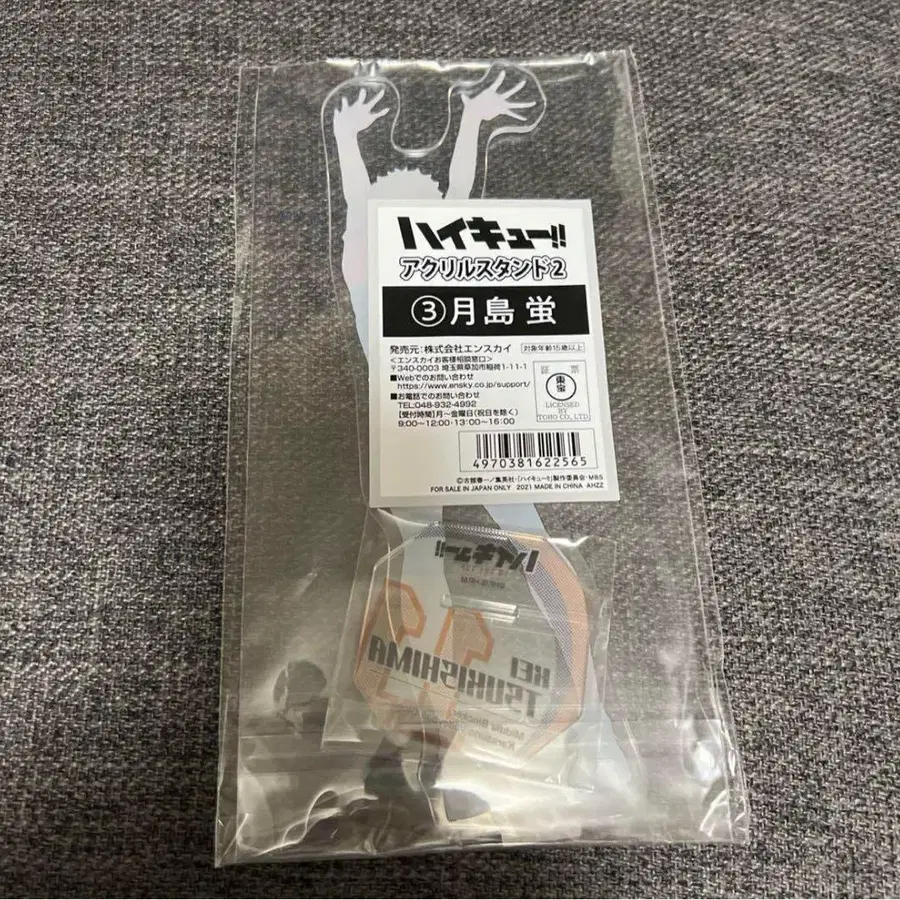 ハイキュー!!
アクリルスタンド2
③月島 蛍
発売元:株式会社エンスカイ
対象年齢15歳以上
<エンスカイお客様相談窓口>
〒340-0003 埼玉県草加市稲荷1-11-1
■Webでのお問い合わせ
https://www.ensky.co.jp/support/
■お電話でのお問い合わせ
TEL:048-932-4992
【受付時間】月~金曜日(祝日を除く)
9:00~12:00・13:00~16:00
証 票
東宝
LICENSED
BY
TOHO CO., LTD.
4970381622565
©古舘春一/集英社・「ハイキュー!!」製作委員会・MBS
FOR SALE IN JAPAN ONLY 2021 MADE IN CHINA AHZZ
ハイキュー!!
KEI
TSUKISHIMA
Middle Blocker